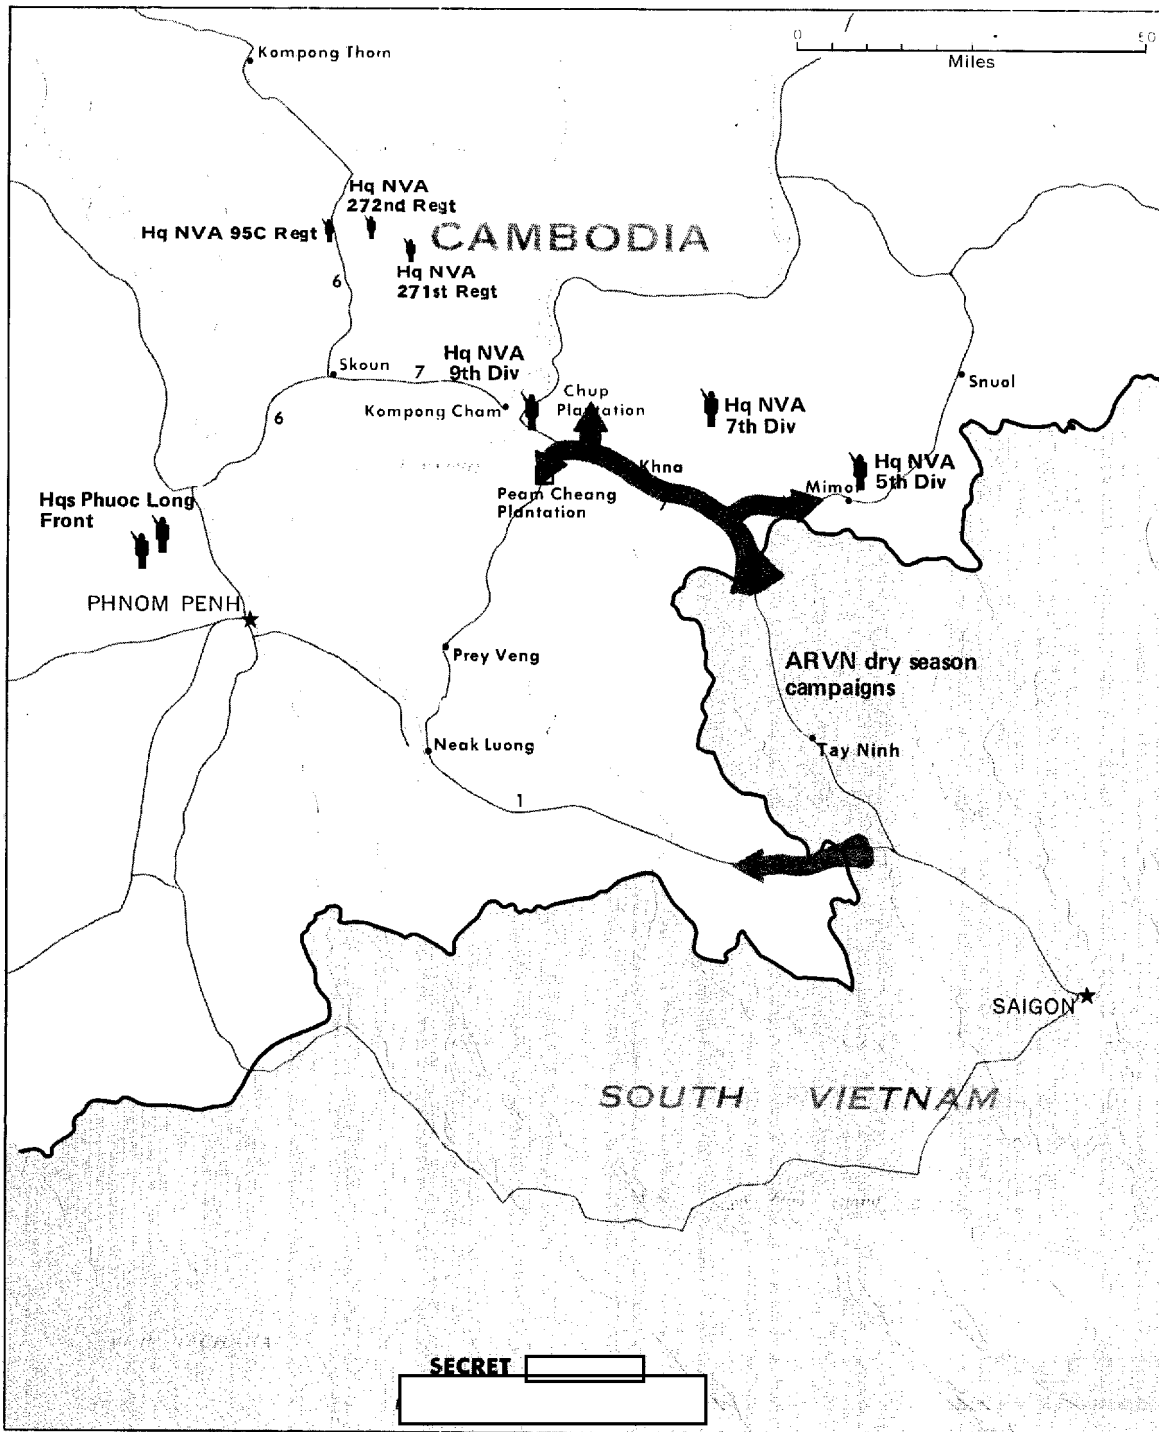 Kompong Thom
0
50
Miles
Hq NVA
272nd Regt
Hq NVA 95C Regt
CAMBODIA
Hq NVA
271st Regt
6
Skoun
7
Hq NVA
9th Div
Chup
Plantation
Kompong Cham
6
Snuol
Hq NVA
7th Div
Khna
Hq NVA
5th Div
Mimot
Peam Cheang
Plantation
7
Hqs Phuoc Long
Front
PHNOM PENH
Prey Veng
ARVN dry season
campaigns
Neak Luong
Tay Ninh
1
SAIGON
SOUTH VIETNAM
SECRET